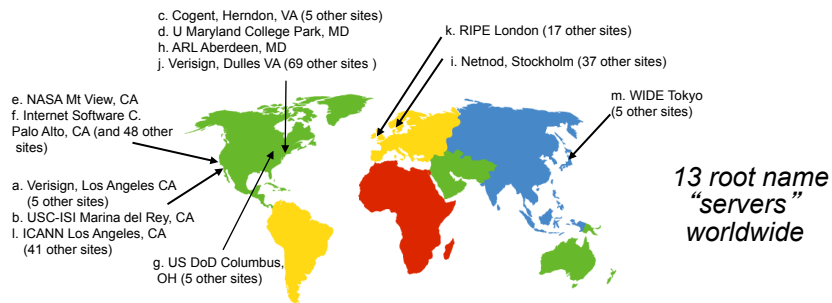 c. Cogent, Herndon, VA (5 other sites)
d. U Maryland College Park, MD
h. ARL Aberdeen, MD
j. Verisign, Dulles VA (69 other sites )
k. RIPE London (17 other sites)
i. Netnod, Stockholm (37 other sites)
m. WIDE Tokyo
(5 other sites)
e. NASA Mt View, CA
f. Internet Software C.
Palo Alto, CA (and 48 other
sites)
a. Verisign, Los Angeles CA
(5 other sites)
b. USC-ISI Marina del Rey, CA
l. ICANN Los Angeles, CA
(41 other sites)
g. US DoD Columbus,
OH (5 other sites)
13 root name
“servers”
worldwide